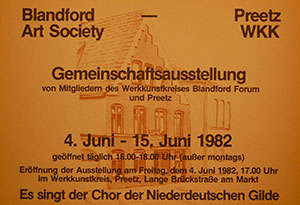 Blandford — Preetz
Art Society WKK
Gemeinschaftsausstellung
von Mitgliedern des Werkkunstkreises Blandford Forum
und Preetz
4. Juni - 15. Juni 1982
geöffnet täglich 16.00-18.00 Uhr (außer montags)
Eröffnung der Ausstellung am Freitag, dem 4. Juni 1982, 17.00 Uhr
im Werkkunstkreis, Preetz, Lange Brückstraße am Markt
Es singt der Chor der Niederdeutschen Gilde